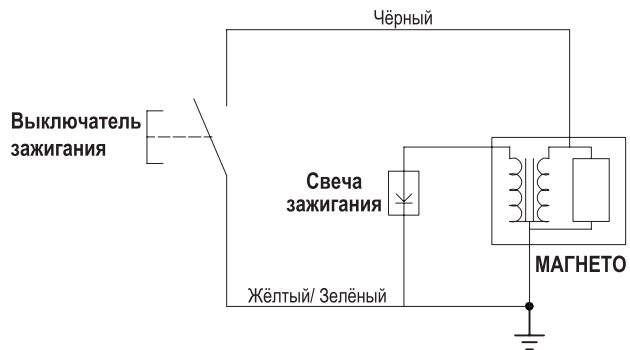 Чёрный
Выключатель
зажигания
Свеча
зажигания
МАГНЕТО
Жёлтый/ Зелёный